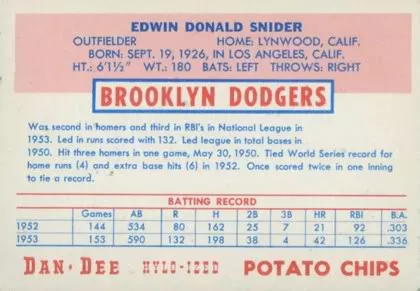 EDWIN DONALD SNIDER
OUTFIELDER HOME: LYNWOOD, CALIF.
BORN: SEPT. 19, 1926, IN LOS ANGELES, CALIF.
HT.: 6'1½" WT.: 180 BATS: LEFT THROWS: RIGHT
BROOKLYN DODGERS
Was second in homers and third in RBI's in National League in
1953. Led in runs scored with 132. Led league in total bases in
1950. Hit three homers in one game, May 30, 1950. Tied World Series record for
home runs (4) and extra base hits (6) in 1952. Once scored twice in one inning
to tie a record.
BATTING RECORD
Games AB R H 2B 3B HR RBI B.A.
1952 144 534 80 162 25 7 21 92 .303
1953 153 590 132 198 38 4 42 126 .336
DAN·DEE HYLO-IZED POTATO CHIPS